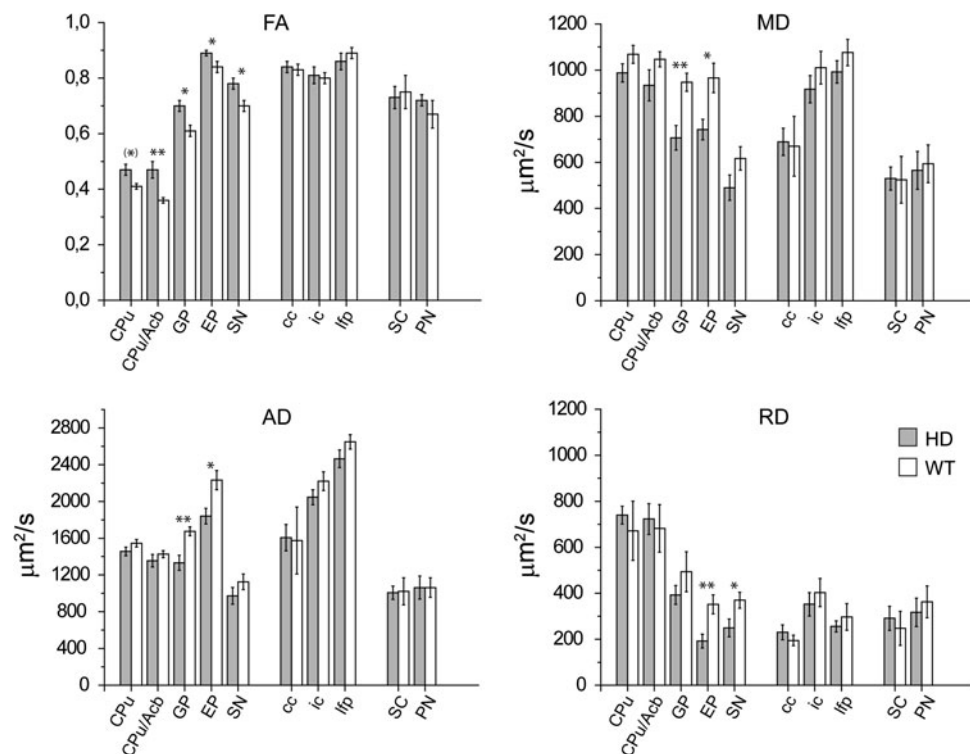 FA
1,0
0,8
0,6
0,4
0,2
0,0
(*)
**
*
*
*
CPu
CPu/Acb
GP
EP
SN
cc
ic
lfp
SC
PN
MD
μm²/s
1200
1000
800
600
400
200
0
**
*
CPu
CPu/Acb
GP
EP
SN
cc
ic
lfp
SC
PN
AD
μm²/s
2800
2400
2000
1600
1200
800
400
0
**
*
CPu
CPu/Acb
GP
EP
SN
cc
ic
lfp
SC
PN
RD
μm²/s
1200
1000
800
600
400
200
0
HD
WT
**
*
CPu
CPu/Acb
GP
EP
SN
cc
ic
lfp
SC
PN